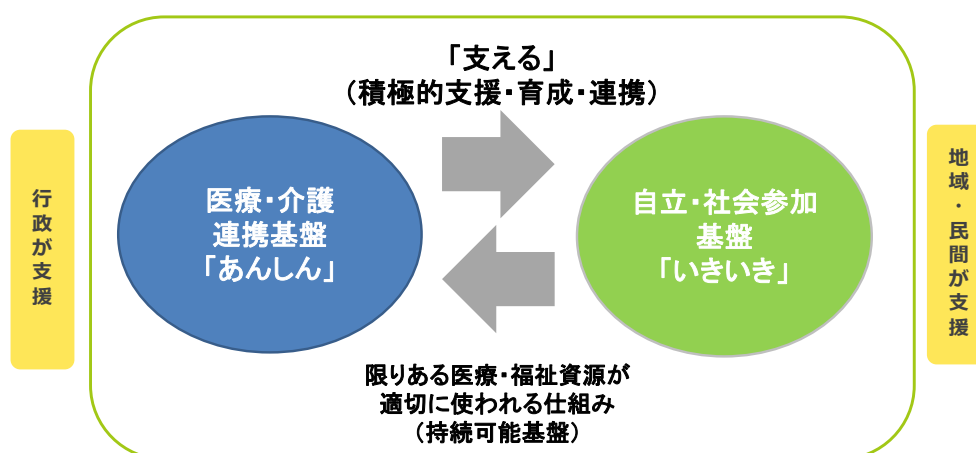 「支える」
（積極的支援・育成・連携）
行政が支援
医療・介護
連携基盤
「あんしん」
自立・社会参加
基盤
「いきいき」
地域・民間が支援
限りある医療・福祉資源が
適切に使われる仕組み
（持続可能基盤）